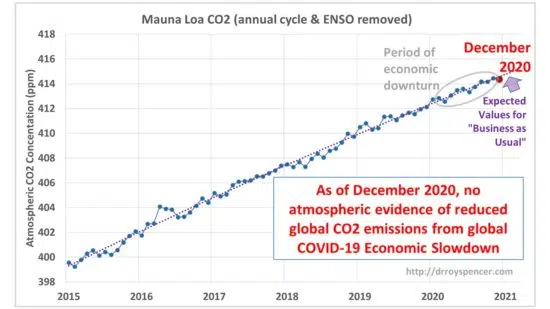 Mauna Loa CO2 (annual cycle & ENSO removed)
418
416
414
412
410
408
406
404
402
400
398
Atmospheric CO2 Concentation (ppm)
Period of
economic
downturn
December
2020
Expected
Values for
"Business as
Usual"
As of December 2020, no
atmospheric evidence of reduced
global CO2 emissions from global
COVID-19 Economic Slowdown
http://drroyspencer.com
2015
2016
2017
2018
2019
2020
2021